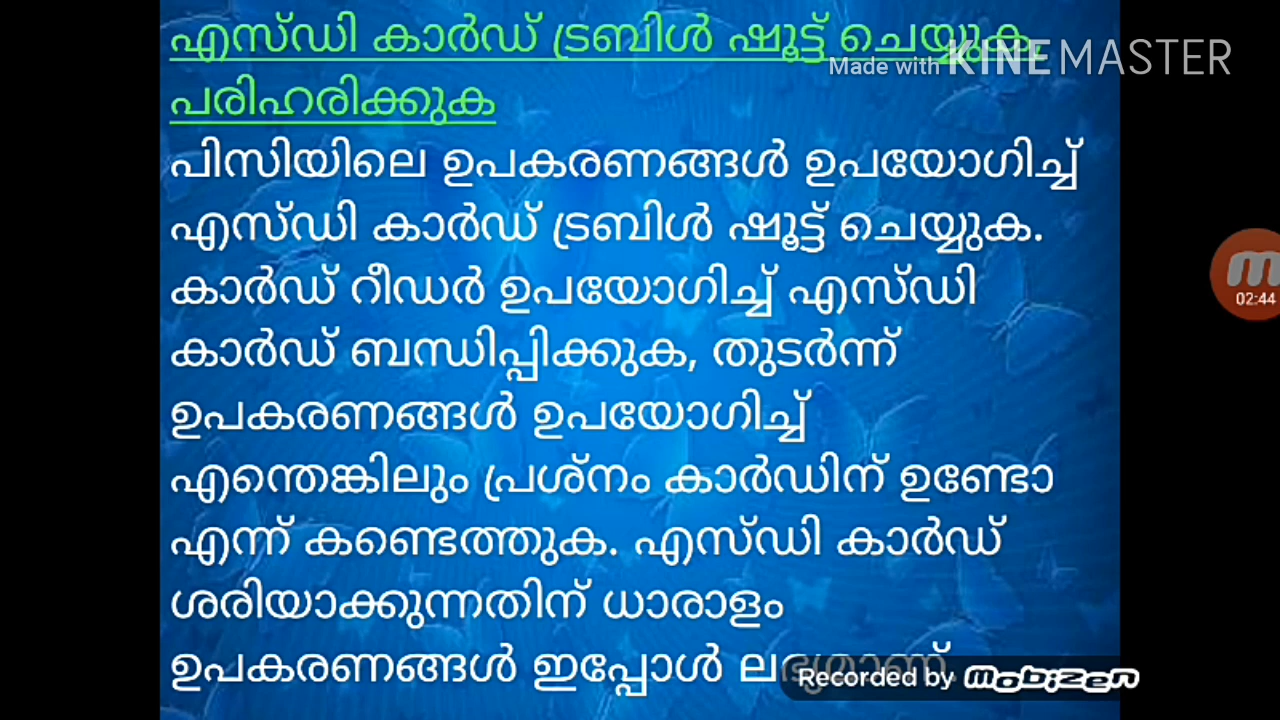 എസ്ഡി കാർഡ് ട്രബിൾ ഷൂട്ട് ചെയ്യുക,
Made with KINEMASTER
പരിഹരിക്കുക
പിസിയിലെ ഉപകരണങ്ങൾ ഉപയോഗിച്ച്
എസ്ഡി കാർഡ് ട്രബിൾ ഷൂട്ട് ചെയ്യുക.
കാർഡ് റീഡർ ഉപയോഗിച്ച് എസ്ഡി
02:44
കാർഡ് ബന്ധിപ്പിക്കുക, തുടർന്ന്
ഉപകരണങ്ങൾ ഉപയോഗിച്ച്
എന്തെങ്കിലും പ്രശ്നം കാർഡിന് ഉണ്ടോ
എന്ന് കണ്ടെത്തുക. എസ്ഡി കാർഡ്
ശരിയാക്കുന്നതിന് ധാരാളം
ഉപകരണങ്ങൾ ഇപ്പോൾ ലഭ്യമാണ്.
Recorded by mobizen